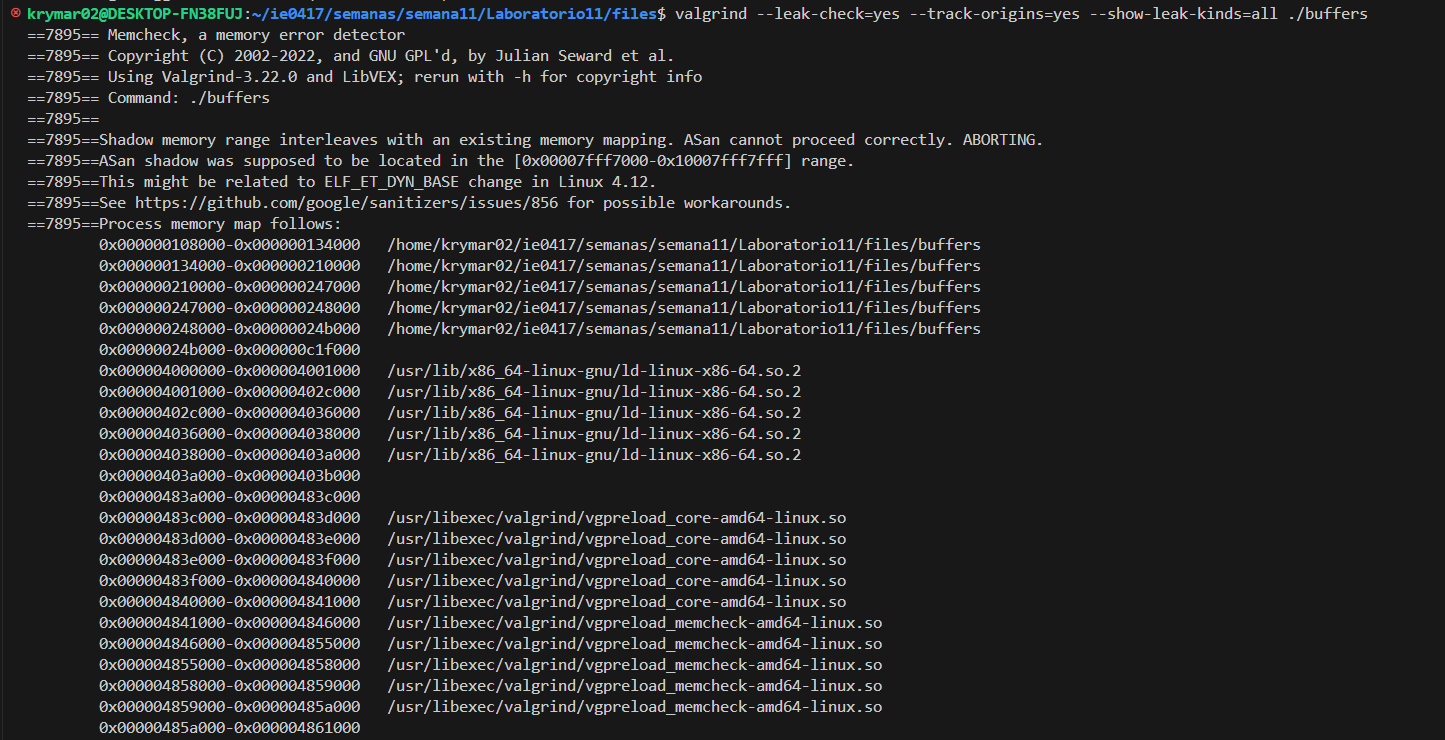 krymar02@DESKTOP-FN38FUJ:~/ie0417/semanas/semana11/Laboratorio11/files$ valgrind --leak-check=yes --track-origins=yes --show-leak-kinds=all ./buffers
==7895== Memcheck, a memory error detector
==7895== Copyright (C) 2002-2022, and GNU GPL'd, by Julian Seward et al.
==7895== Using Valgrind-3.22.0 and LibVEX; rerun with -h for copyright info
==7895== Command: ./buffers
==7895==
==7895==Shadow memory range interleaves with an existing memory mapping. ASan cannot proceed correctly. ABORTING.
==7895==ASan shadow was supposed to be located in the [0x00007fff7000-0x10007fff7fff] range.
==7895==This might be related to ELF_ET_DYN_BASE change in Linux 4.12.
==7895==See https://github.com/google/sanitizers/issues/856 for possible workarounds.
==7895==Process memory map follows:
0x000000108000-0x000000134000 /home/krymar02/ie0417/semanas/semana11/Laboratorio11/files/buffers
0x000000134000-0x000000210000 /home/krymar02/ie0417/semanas/semana11/Laboratorio11/files/buffers
0x000000210000-0x000000247000 /home/krymar02/ie0417/semanas/semana11/Laboratorio11/files/buffers
0x000000247000-0x000000248000 /home/krymar02/ie0417/semanas/semana11/Laboratorio11/files/buffers
0x000000248000-0x00000024b000 /home/krymar02/ie0417/semanas/semana11/Laboratorio11/files/buffers
0x00000024b000-0x000000c1f000
0x000004000000-0x000004001000 /usr/lib/x86_64-linux-gnu/ld-linux-x86-64.so.2
0x000004001000-0x00000402c000 /usr/lib/x86_64-linux-gnu/ld-linux-x86-64.so.2
0x00000402c000-0x000004036000 /usr/lib/x86_64-linux-gnu/ld-linux-x86-64.so.2
0x000004036000-0x000004038000 /usr/lib/x86_64-linux-gnu/ld-linux-x86-64.so.2
0x000004038000-0x00000403a000 /usr/lib/x86_64-linux-gnu/ld-linux-x86-64.so.2
0x00000403a000-0x00000403b000
0x00000483a000-0x00000483c000
0x00000483c000-0x00000483d000 /usr/libexec/valgrind/vgpreload_core-amd64-linux.so
0x00000483d000-0x00000483e000 /usr/libexec/valgrind/vgpreload_core-amd64-linux.so
0x00000483e000-0x00000483f000 /usr/libexec/valgrind/vgpreload_core-amd64-linux.so
0x00000483f000-0x000004840000 /usr/libexec/valgrind/vgpreload_core-amd64-linux.so
0x000004840000-0x000004841000 /usr/libexec/valgrind/vgpreload_core-amd64-linux.so
0x000004841000-0x000004846000 /usr/libexec/valgrind/vgpreload_memcheck-amd64-linux.so
0x000004846000-0x000004855000 /usr/libexec/valgrind/vgpreload_memcheck-amd64-linux.so
0x000004855000-0x000004858000 /usr/libexec/valgrind/vgpreload_memcheck-amd64-linux.so
0x000004858000-0x000004859000 /usr/libexec/valgrind/vgpreload_memcheck-amd64-linux.so
0x000004859000-0x00000485a000 /usr/libexec/valgrind/vgpreload_memcheck-amd64-linux.so
0x00000485a000-0x000004861000